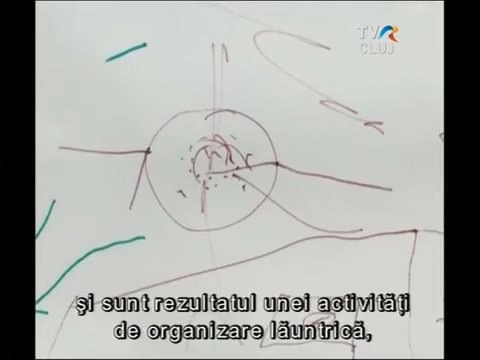 TVR
CLUJ
şi sunt rezultatul unei activităţi
de organizare lăuntrică,